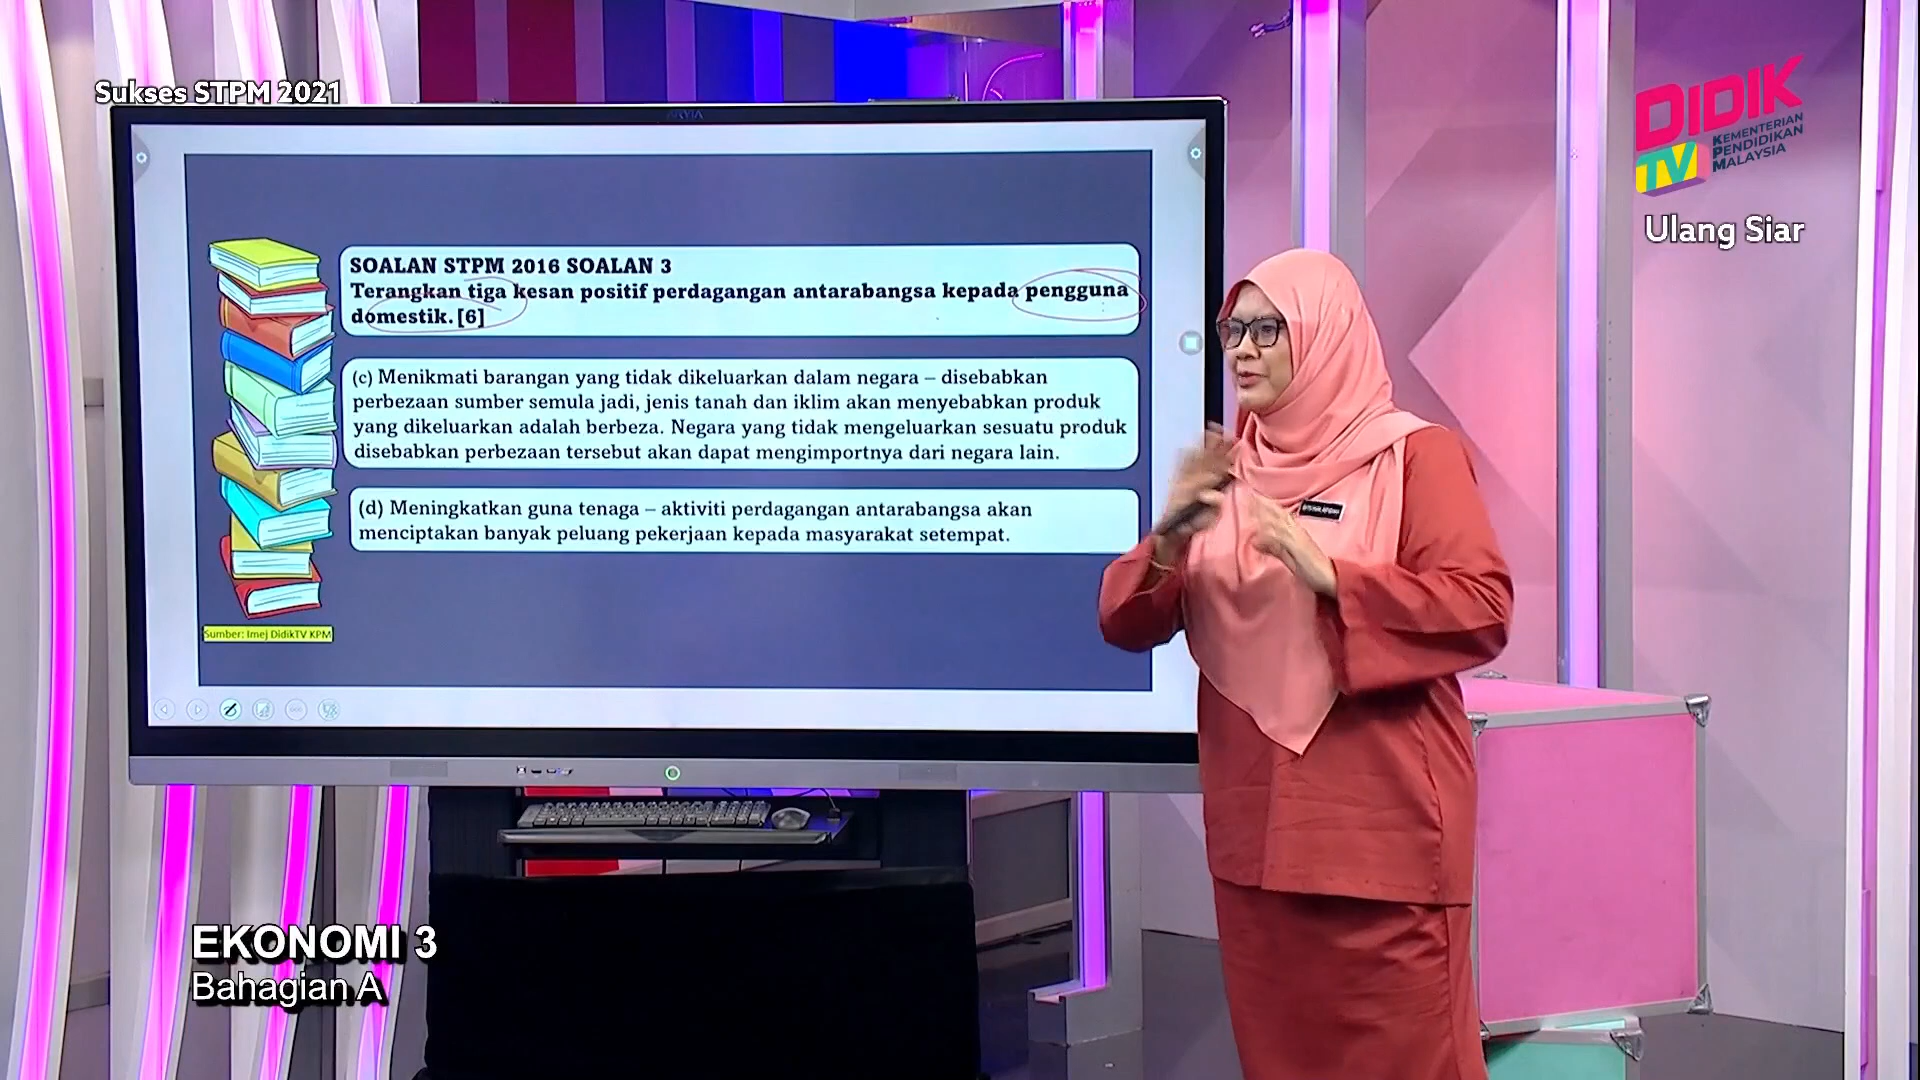 Sukses STPM 2021
DIDIK
TV
KEMENTERIAN
PENDIDIKAN
MALAYSIA
Ulang Siar
SOALAN STPM 2016 SOALAN 3
Terangkan tiga kesan positif perdagangan antarabangsa kepada pengguna
domestik. [6]
(c) Menikmati barangan yang tidak dikeluarkan dalam negara – disebabkan
perbezaan sumber semula jadi, jenis tanah dan iklim akan menyebabkan produk
yang dikeluarkan adalah berbeza. Negara yang tidak mengeluarkan sesuatu produk
disebabkan perbezaan tersebut akan dapat mengimportnya dari negara lain.
(d) Meningkatkan guna tenaga – aktiviti perdagangan antarabangsa akan
menciptakan banyak peluang pekerjaan kepada masyarakat setempat.
Sumber: Imej DidikTV KPM
EKONOMI 3
Bahagian A